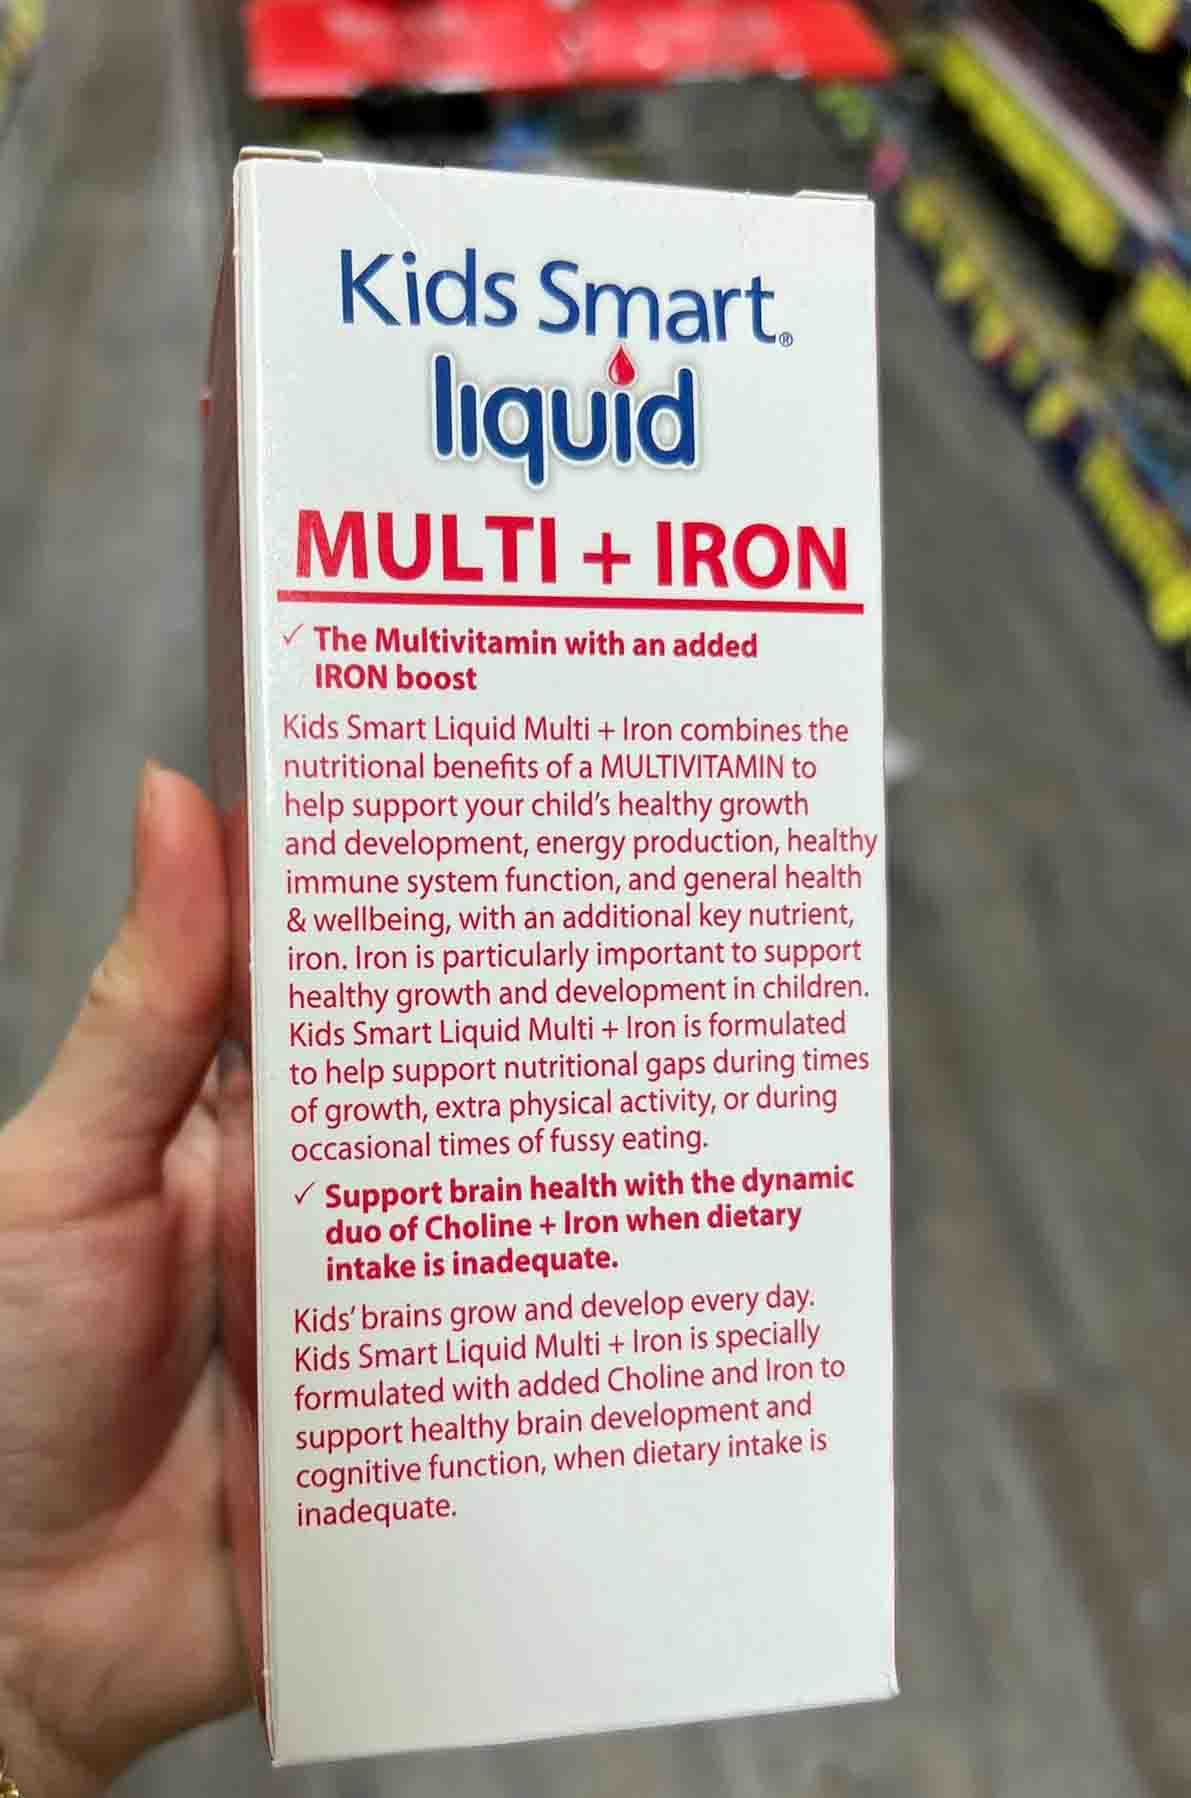 Kids Smart®
liquid
MULTI + IRON
✓ The Multivitamin with an added
IRON boost
Kids Smart Liquid Multi + Iron combines the
nutritional benefits of a MULTIVITAMIN to
help support your child's healthy growth
and development, energy production, healthy
immune system function, and general health
& wellbeing, with an additional key nutrient,
iron. Iron is particularly important to support
healthy growth and development in children.
Kids Smart Liquid Multi + Iron is formulated
to help support nutritional gaps during times
of growth, extra physical activity, or during
occasional times of fussy eating.
✓ Support brain health with the dynamic
duo of Choline + Iron when dietary
intake is inadequate.
Kids' brains grow and develop every day.
Kids Smart Liquid Multi + Iron is specially
formulated with added Choline and Iron to
support healthy brain development and
cognitive function, when dietary intake is
inadequate.